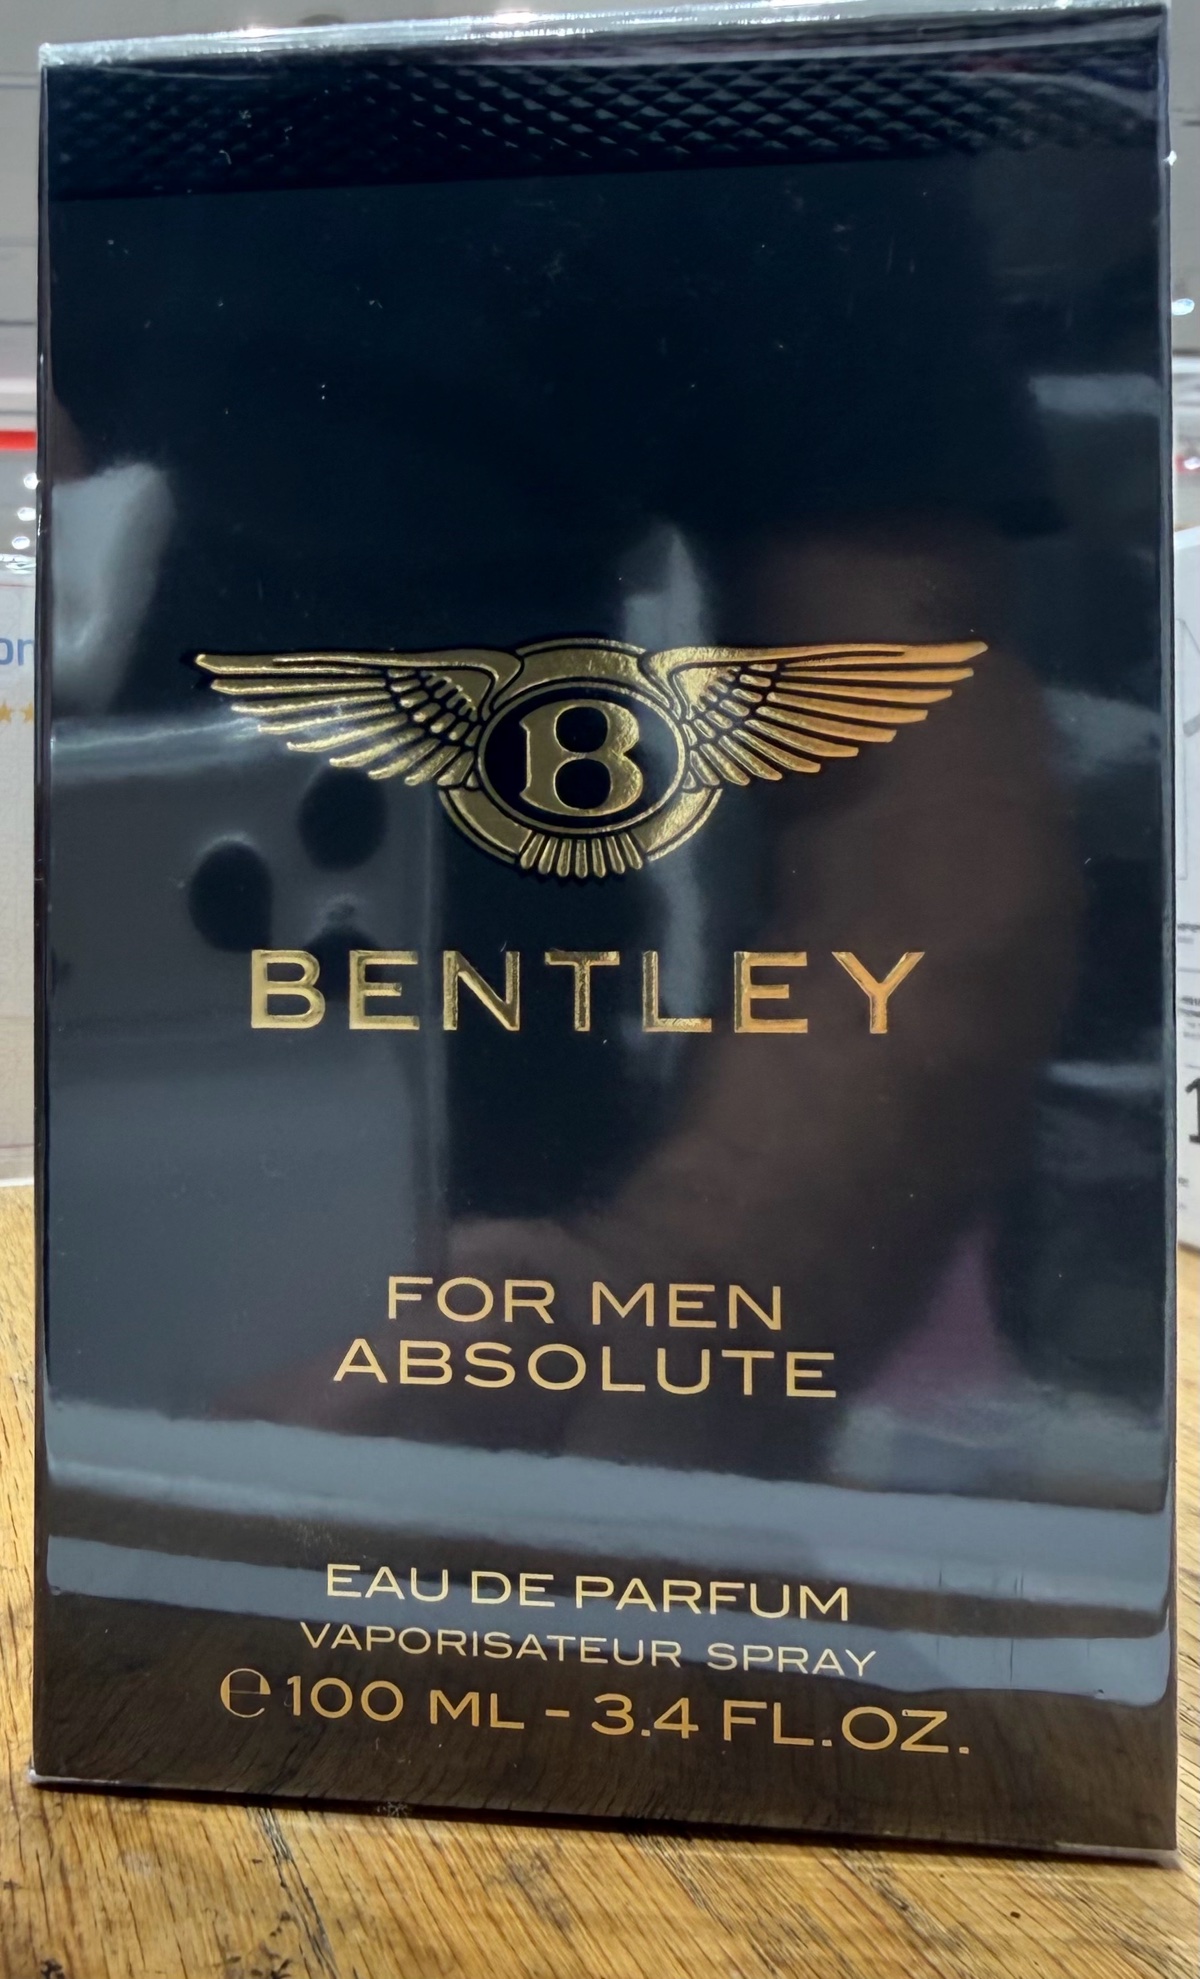 B
BENTLEY
FOR MEN
ABSOLUTE
EAU DE PARFUM
VAPORISATEUR SPRAY
℮100 ML - 3.4 FL.OZ.